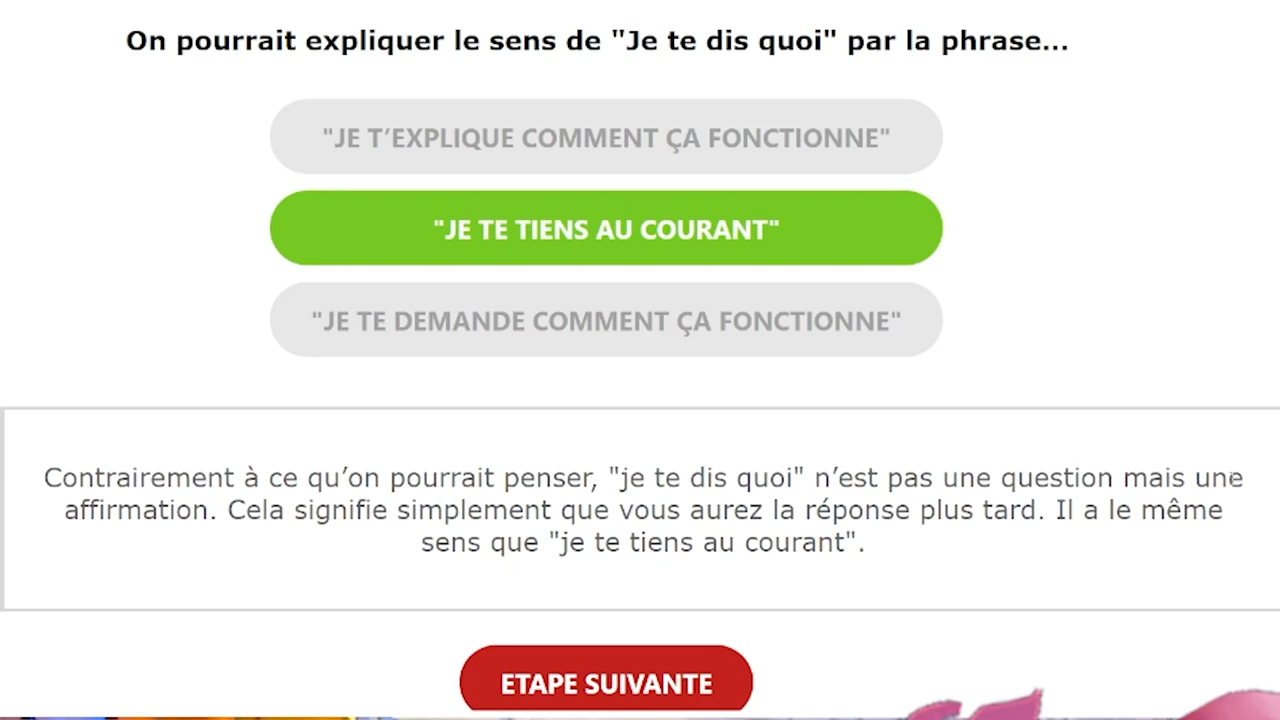 On pourrait expliquer le sens de "Je te dis quoi" par la phrase...
"JE T’EXPLIQUE COMMENT ÇA FONCTIONNE"
"JE TE TIENS AU COURANT"
"JE TE DEMANDE COMMENT ÇA FONCTIONNE"
Contrairement à ce qu’on pourrait penser, "je te dis quoi" n’est pas une question mais une
affirmation. Cela signifie simplement que vous aurez la réponse plus tard. Il a le même
sens que "je te tiens au courant".
ETAPE SUIVANTE